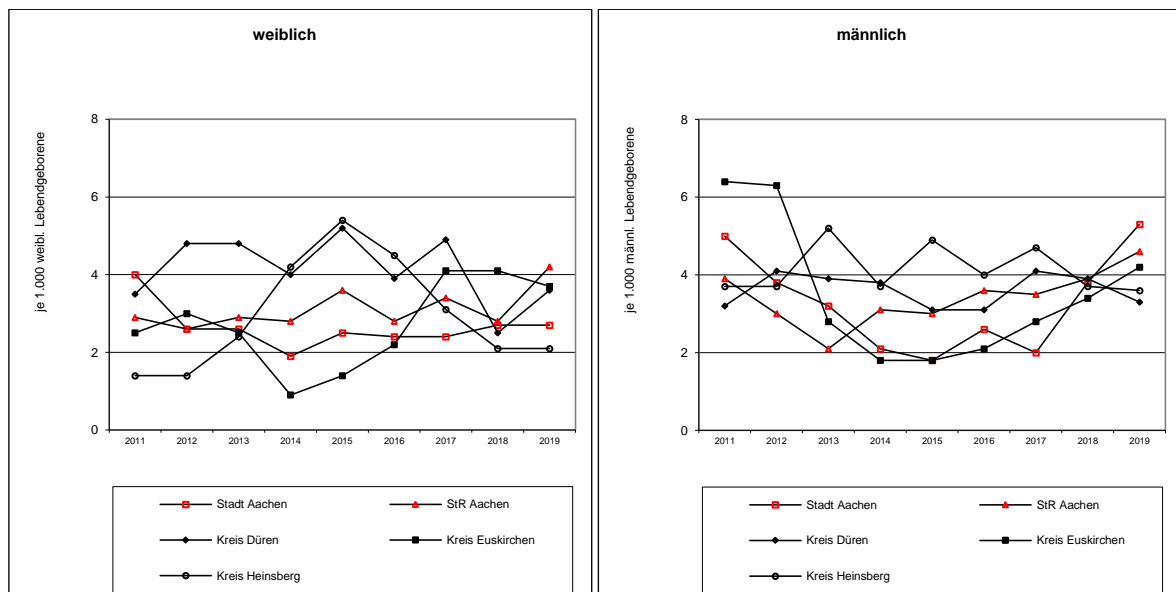 weiblich
je 1.000 weibl. Lebendgeborene
8
6
4
2
0
2011 2012 2013 2014 2015 2016 2017 2018 2019
Stadt Aachen StR Aachen
Kreis Düren Kreis Euskirchen
Kreis Heinsberg
männlich
je 1.000 männl. Lebendgeborene
8
6
4
2
0
2011 2012 2013 2014 2015 2016 2017 2018 2019
Stadt Aachen StR Aachen
Kreis Düren Kreis Euskirchen
Kreis Heinsberg